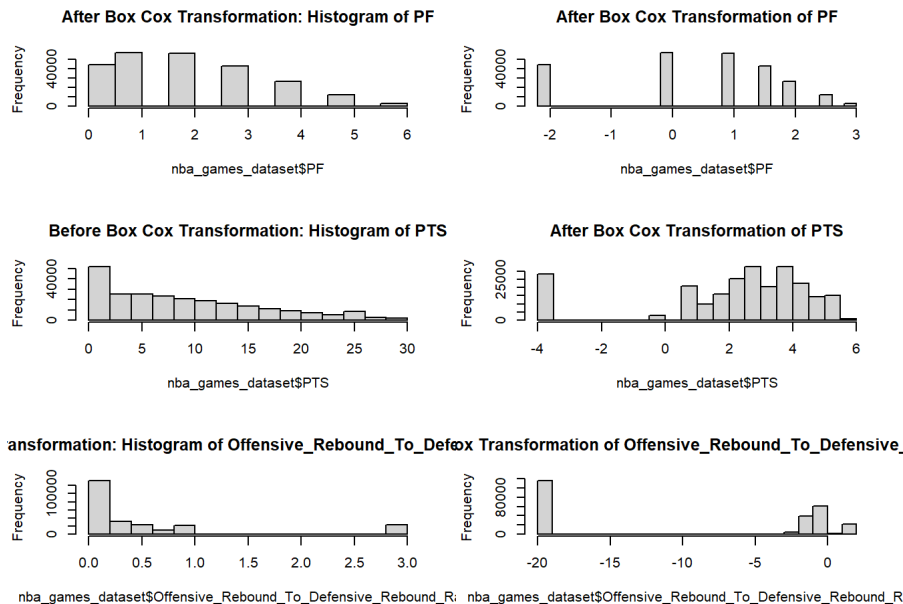 After Box Cox Transformation: Histogram of PF
Frequency
0 40000
0 1 2 3 4 5 6
nba_games_dataset$PF
After Box Cox Transformation of PF
Frequency
0 40000
-2 -1 0 1 2 3
nba_games_dataset$PF
Before Box Cox Transformation: Histogram of PTS
Frequency
0 40000
0 5 10 15 20 25 30
nba_games_dataset$PTS
After Box Cox Transformation of PTS
Frequency
0 25000
-4 -2 0 2 4 6
nba_games_dataset$PTS
ansformation: Histogram of Offensive_Rebound_To_Defe
Frequency
0 100000
0.0 0.5 1.0 1.5 2.0 2.5 3.0
nba_games_dataset$Offensive_Rebound_To_Defensive_Rebound_Ra
ox Transformation of Offensive_Rebound_To_Defensive_
Frequency
0 80000
-20 -15 -10 -5 0
nba_games_dataset$Offensive_Rebound_To_Defensive_Rebound_R